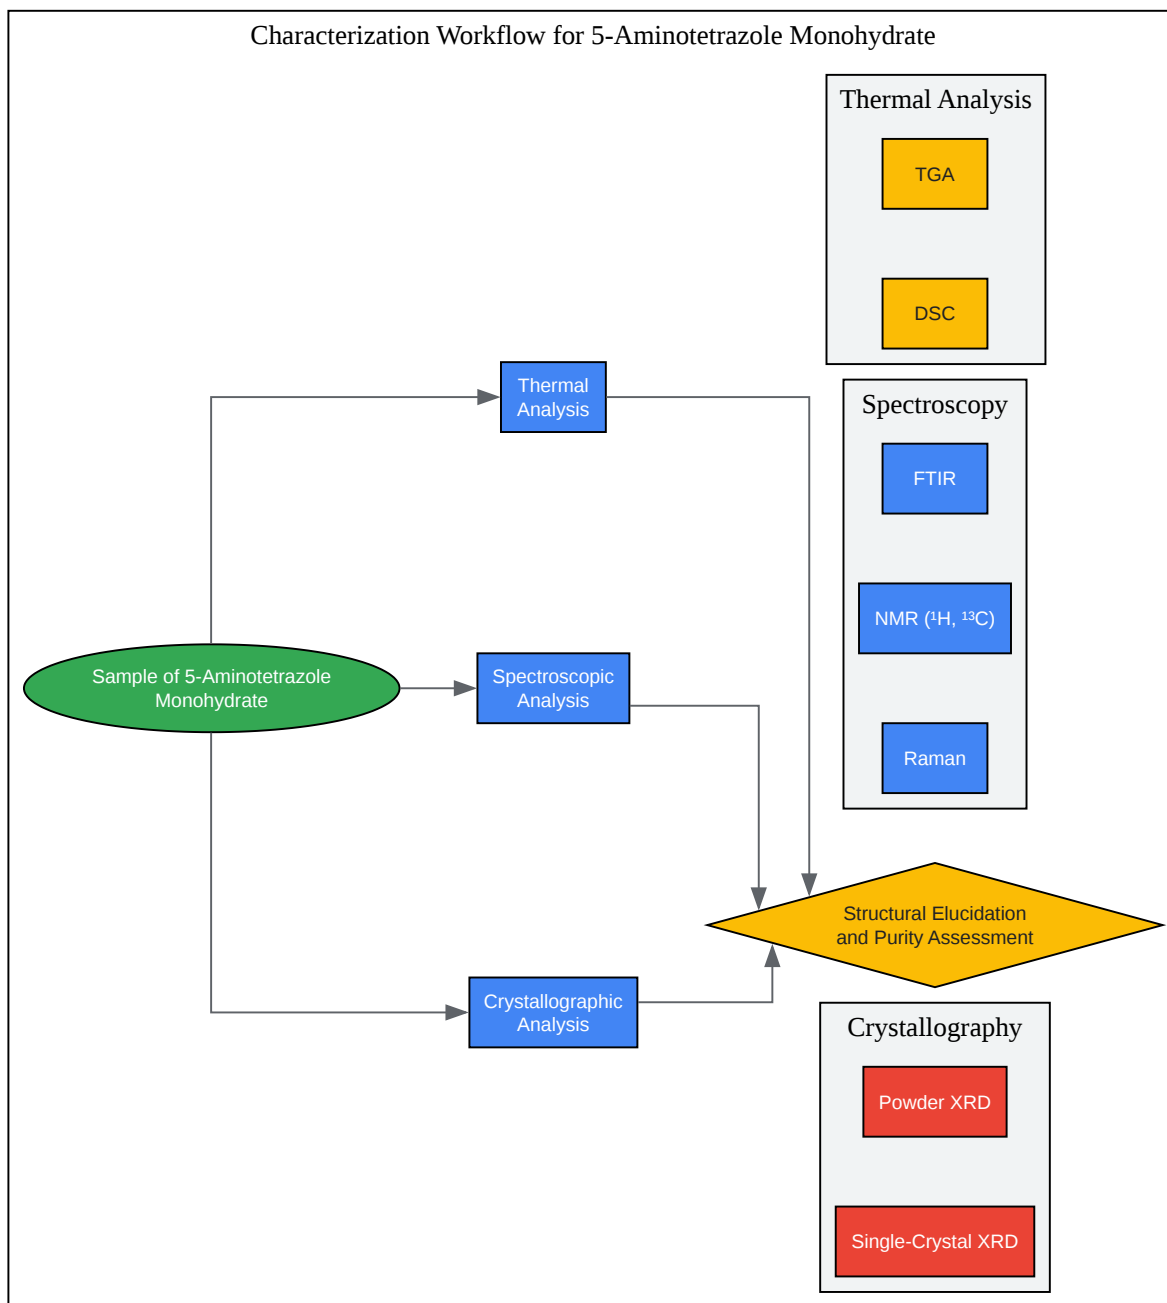 Characterization Workflow for 5-Aminotetrazole Monohydrate
Thermal Analysis
TGA
DSC
Thermal
Analysis
Spectroscopy
FTIR
NMR (¹H, ¹³C)
Raman
Sample of 5-Aminotetrazole
Monohydrate
Spectroscopic
Analysis
Structural Elucidation
and Purity Assessment
Crystallographic
Analysis
Crystallography
Powder XRD
Single-Crystal XRD